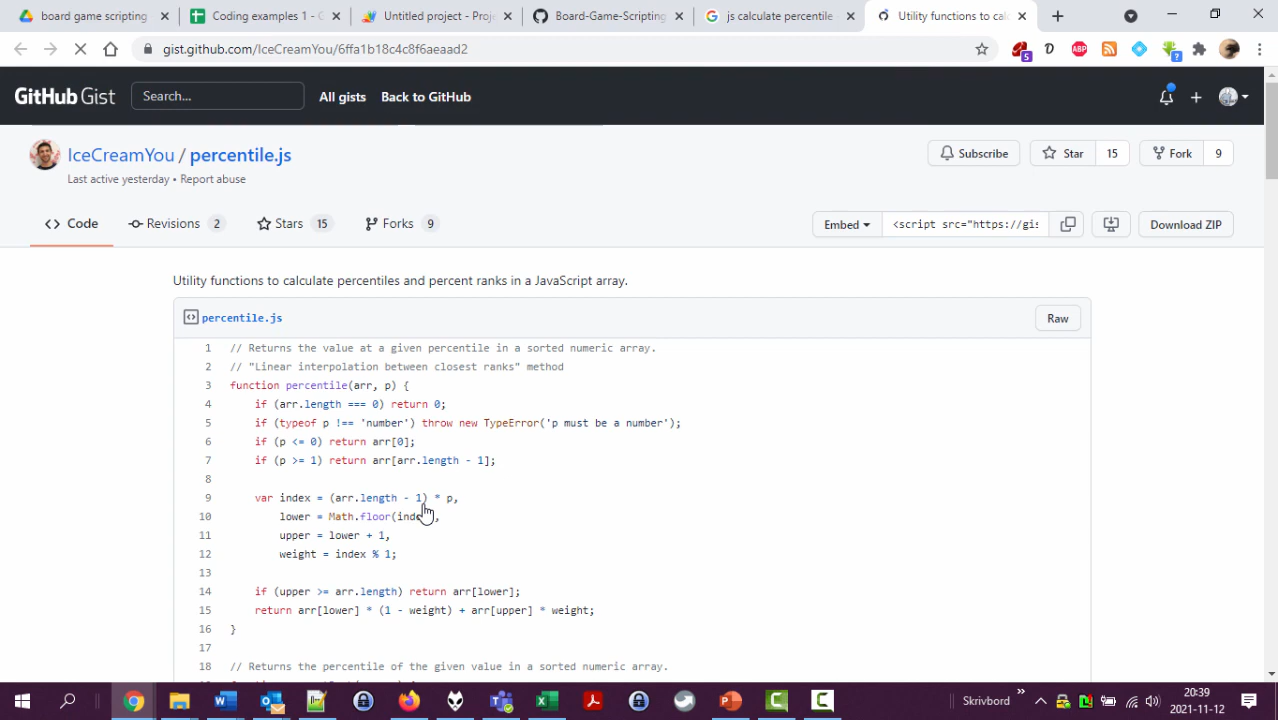 board game scripting
Coding examples 1 - G
Untitled project - Proj
Board-Game-Scripting
js calculate percentile
Utility functions to cal
gist.github.com/IceCreamYou/6ffa1b18c4c8f6aeaad2
5
ABP
?
GitHub Gist
Search...
All gists
Back to GitHub
IceCreamYou / percentile.js
Last active yesterday • Report abuse
Subscribe
Star 15
Fork 9
Code
Revisions 2
Stars 15
Forks 9
Embed
<script src="https://gis
Download ZIP
Utility functions to calculate percentiles and percent ranks in a JavaScript array.
percentile.js
Raw
1 // Returns the value at a given percentile in a sorted numeric array.
2 // "Linear interpolation between closest ranks" method
3 function percentile(arr, p) {
4 if (arr.length === 0) return 0;
5 if (typeof p !== 'number') throw new TypeError('p must be a number');
6 if (p <= 0) return arr[0];
7 if (p >= 1) return arr[arr.length - 1];
8
9 var index = (arr.length - 1) * p,
10 lower = Math.floor(inde ,
11 upper = lower + 1,
12 weight = index % 1;
13
14 if (upper >= arr.length) return arr[lower];
15 return arr[lower] * (1 - weight) + arr[upper] * weight;
16 }
17
18 // Returns the percentile of the given value in a sorted numeric array.
Skrivbord
20:39
2021-11-12